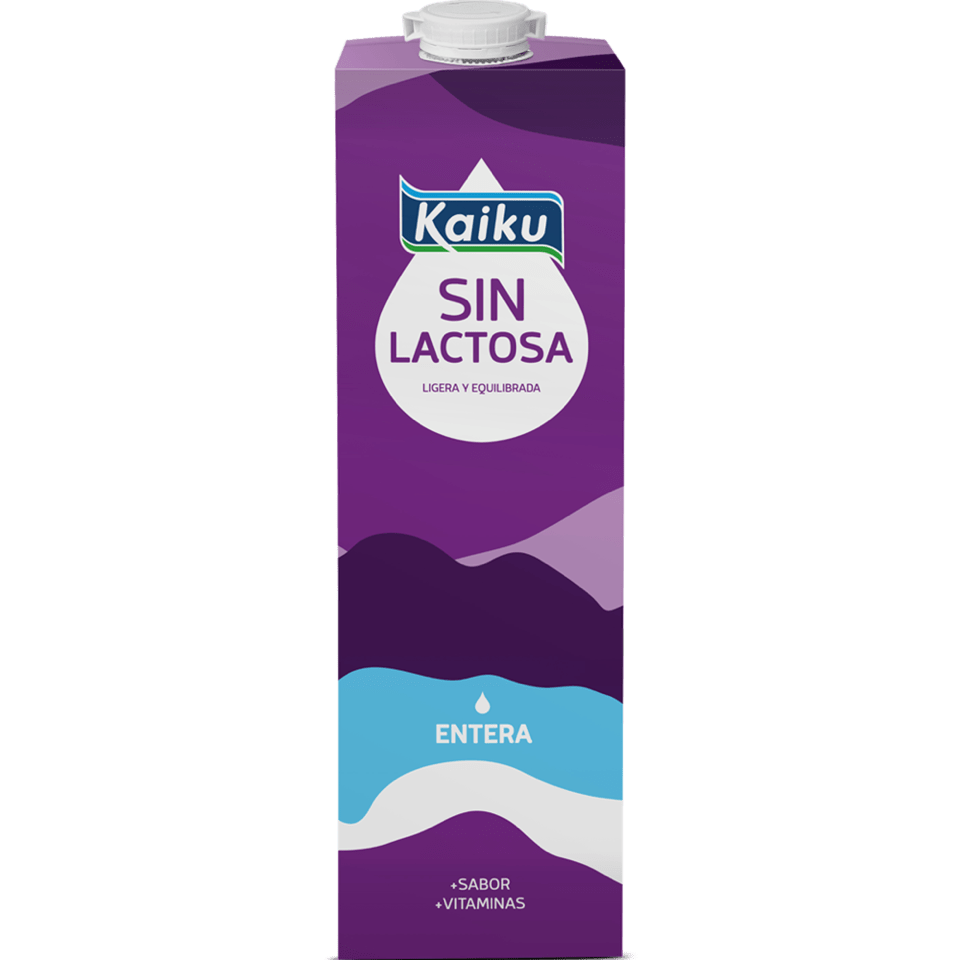 Kaiku
SIN
LACTOSA
LIGERA Y EQUILIBRADA
ENTERA
+SABOR
+VITAMINAS